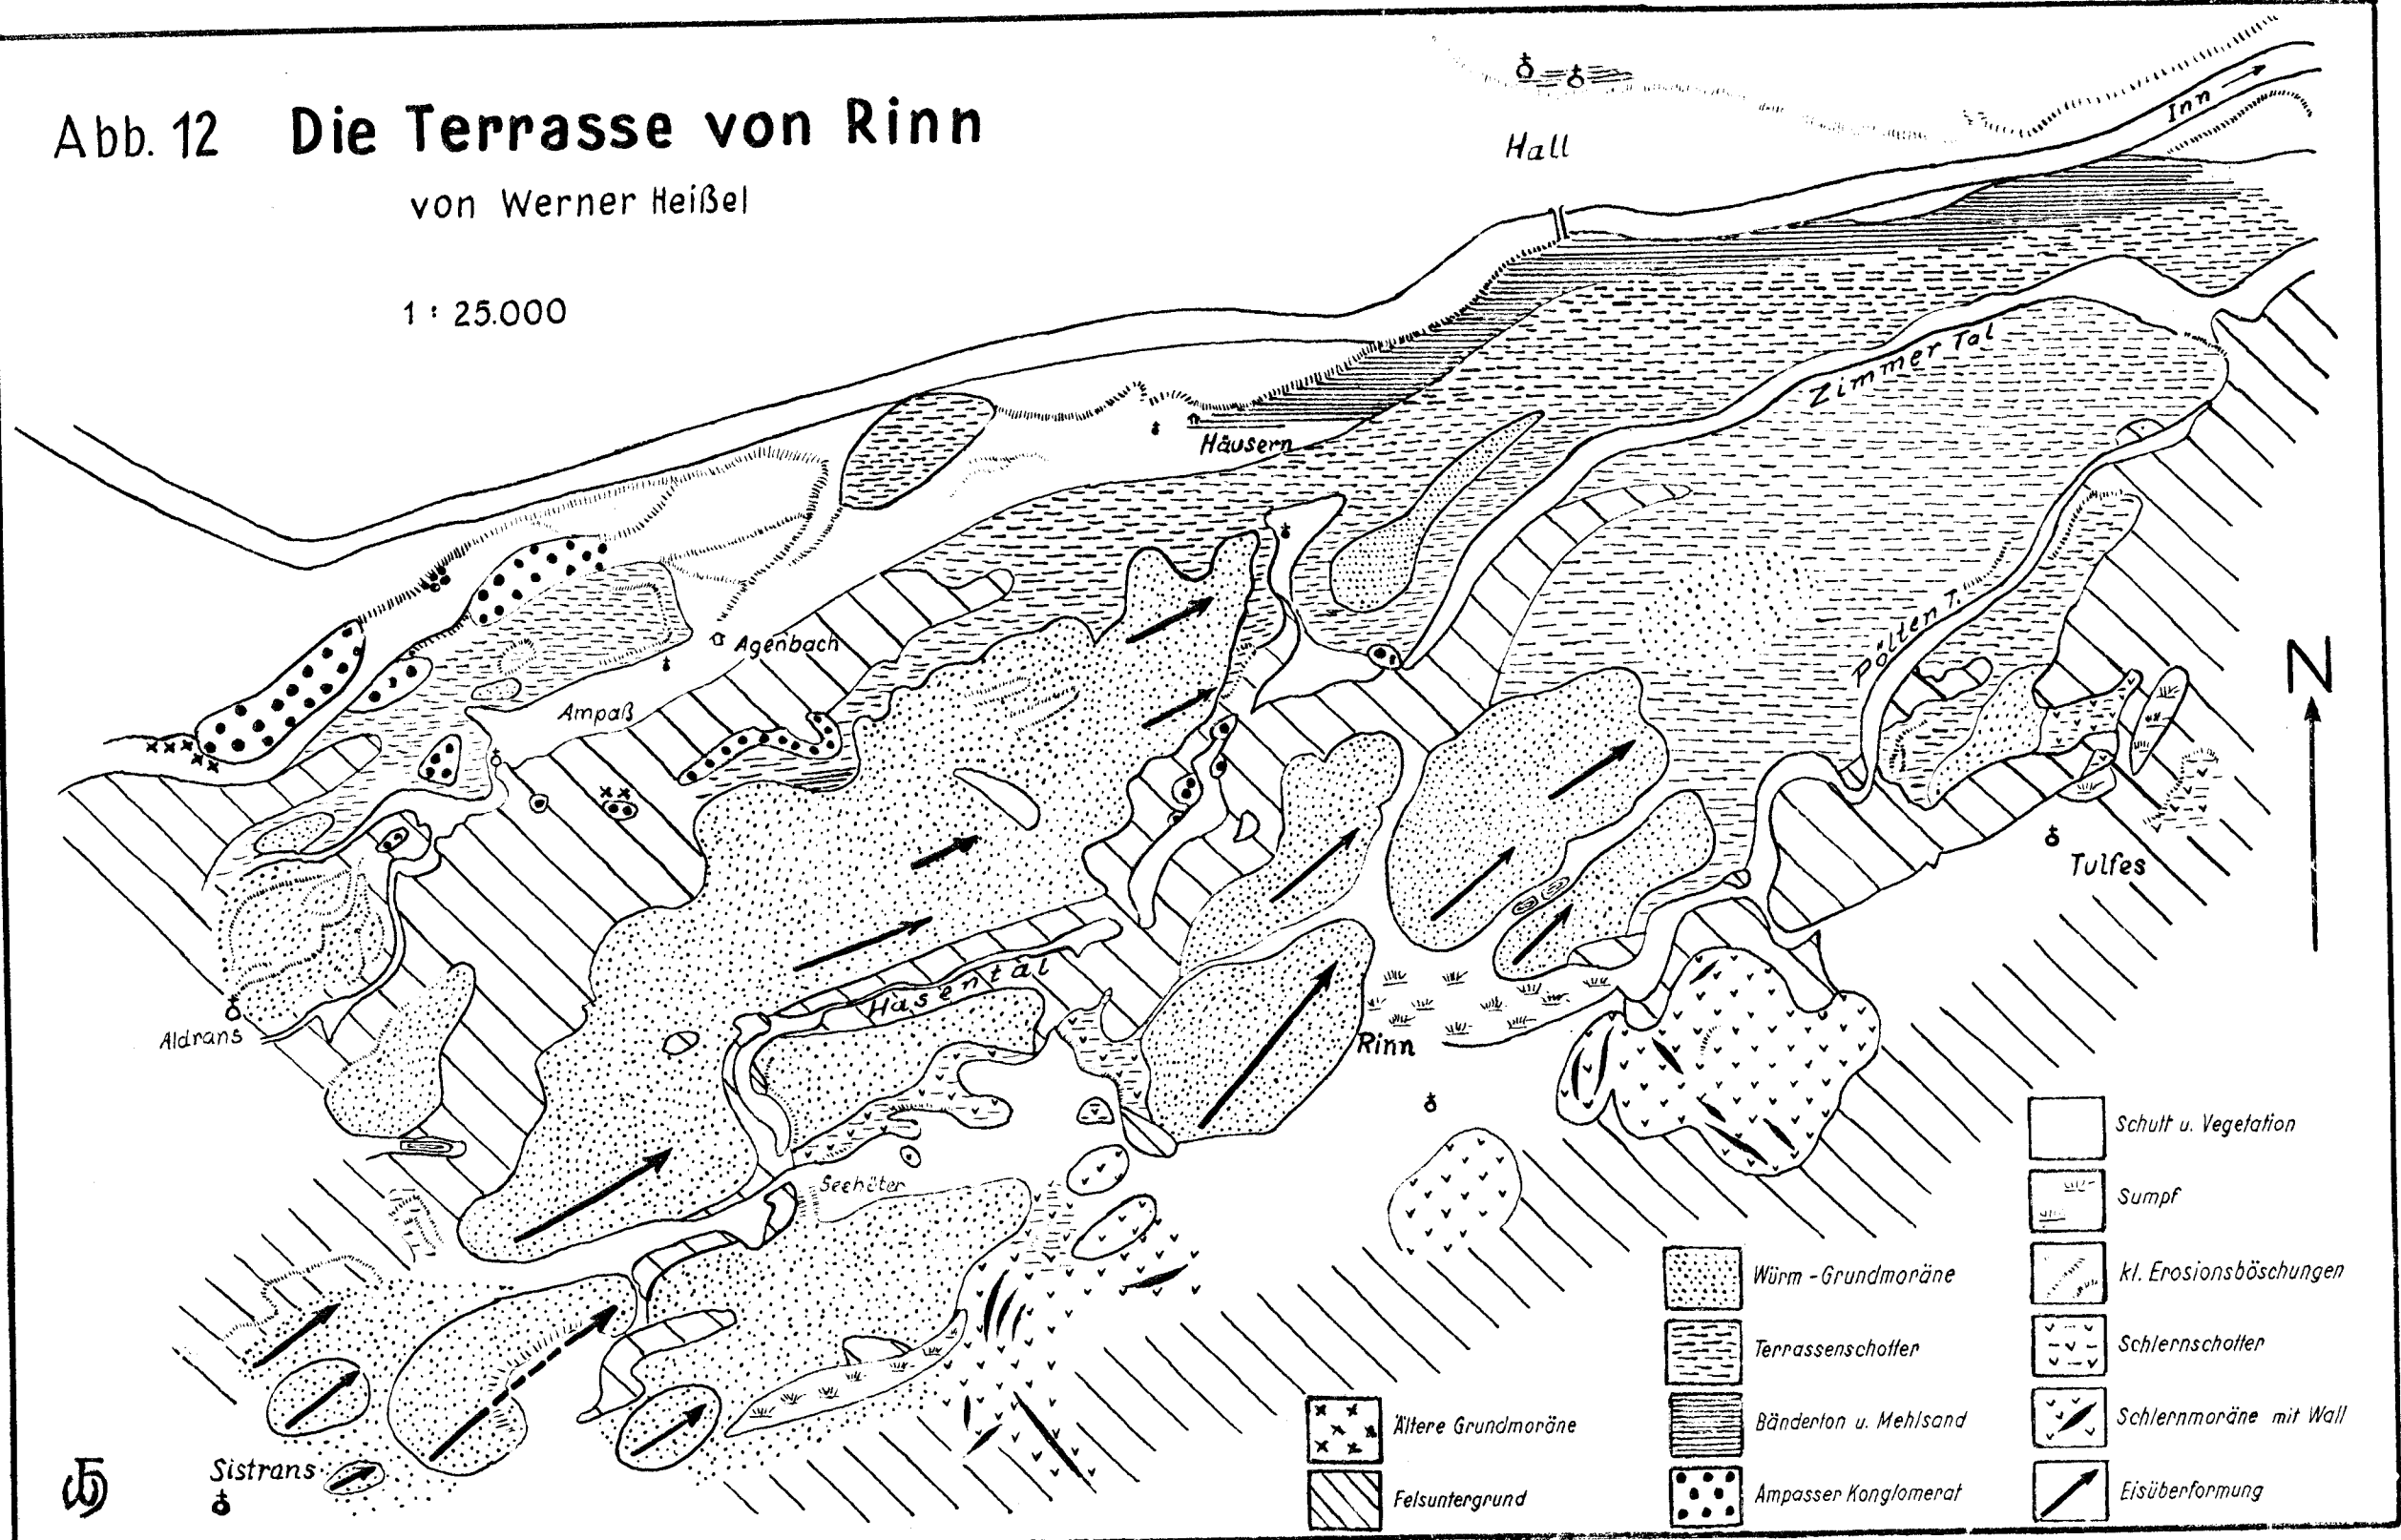 Abb. 12 Die Terrasse von Rinn
von Werner Heißel
1 : 25.000
Hall
Inn
Häusern
Zimmer Tal
Agenbach
Ampaß
Pölten T.
Tulfes
Hasental
Aldrans
Rinn
Seehüter
Sistrans
N
Schutt u. Vegetation
Sumpf
kl. Erosionsböschungen
Schlernschotter
Schlernmoräne mit Wall
Eisüberformung
Würm - Grundmoräne
Terrassenschotter
Bänderton u. Mehlsand
Ampasser Konglomerat
Ältere Grundmoräne
Felsuntergrund